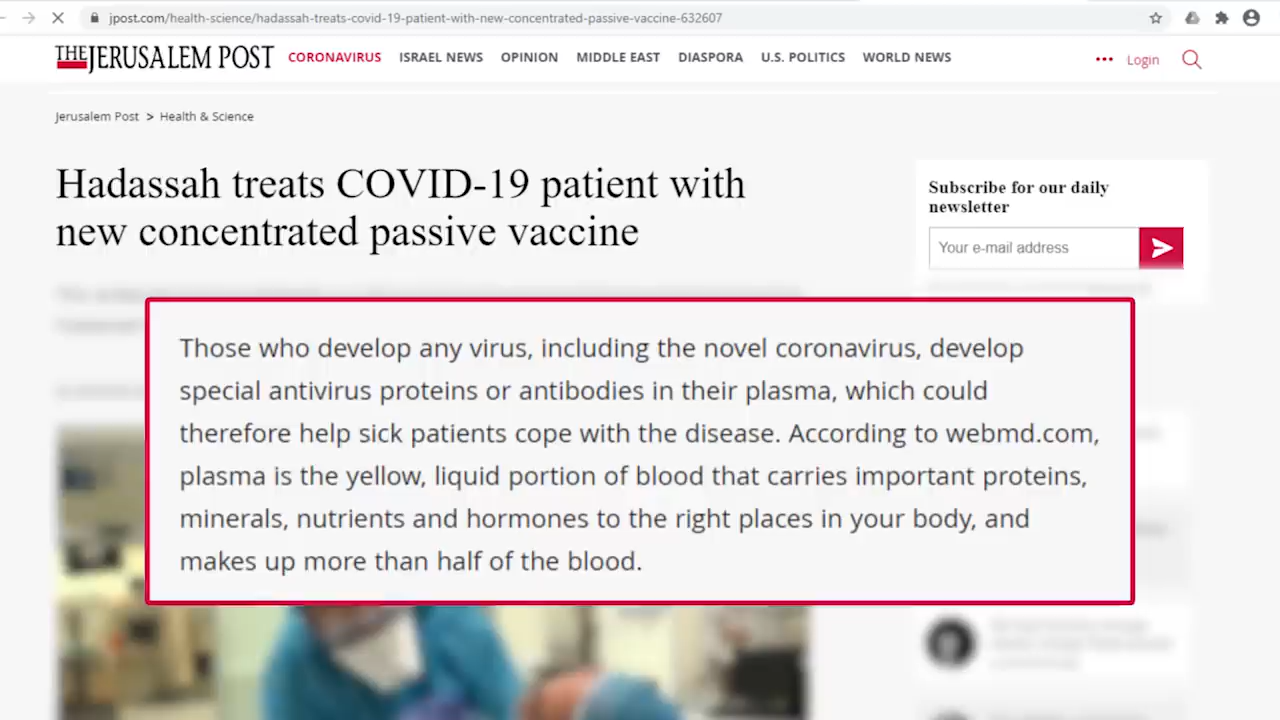 jpost.com/health-science/hadassah-treats-covid-19-patient-with-new-concentrated-passive-vaccine-632607
THE JERUSALEM POST
CORONAVIRUS ISRAEL NEWS OPINION MIDDLE EAST DIASPORA U.S. POLITICS WORLD NEWS
Login
Jerusalem Post > Health & Science
Hadassah treats COVID-19 patient with
new concentrated passive vaccine
Subscribe for our daily
newsletter
Your e-mail address
Those who develop any virus, including the novel coronavirus, develop
special antivirus proteins or antibodies in their plasma, which could
therefore help sick patients cope with the disease. According to webmd.com,
plasma is the yellow, liquid portion of blood that carries important proteins,
minerals, nutrients and hormones to the right places in your body, and
makes up more than half of the blood.